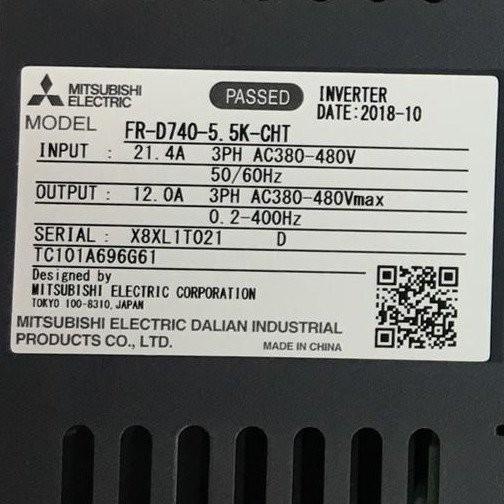 MITSUBISHI ELECTRIC
PASSED
INVERTER
DATE:2018-10
MODEL FR-D740-5.5K-CHT
INPUT : 21.4A 3PH AC380-480V
50/60Hz
OUTPUT : 12.0A 3PH AC380-480Vmax
0.2-400Hz
SERIAL : X8XL1T021 D
TC101A696G61
Designed by
MITSUBISHI ELECTRIC CORPORATION
TOKYO 100-8310, JAPAN
MITSUBISHI ELECTRIC DALIAN INDUSTRIAL
PRODUCTS CO., LTD. MADE IN CHINA